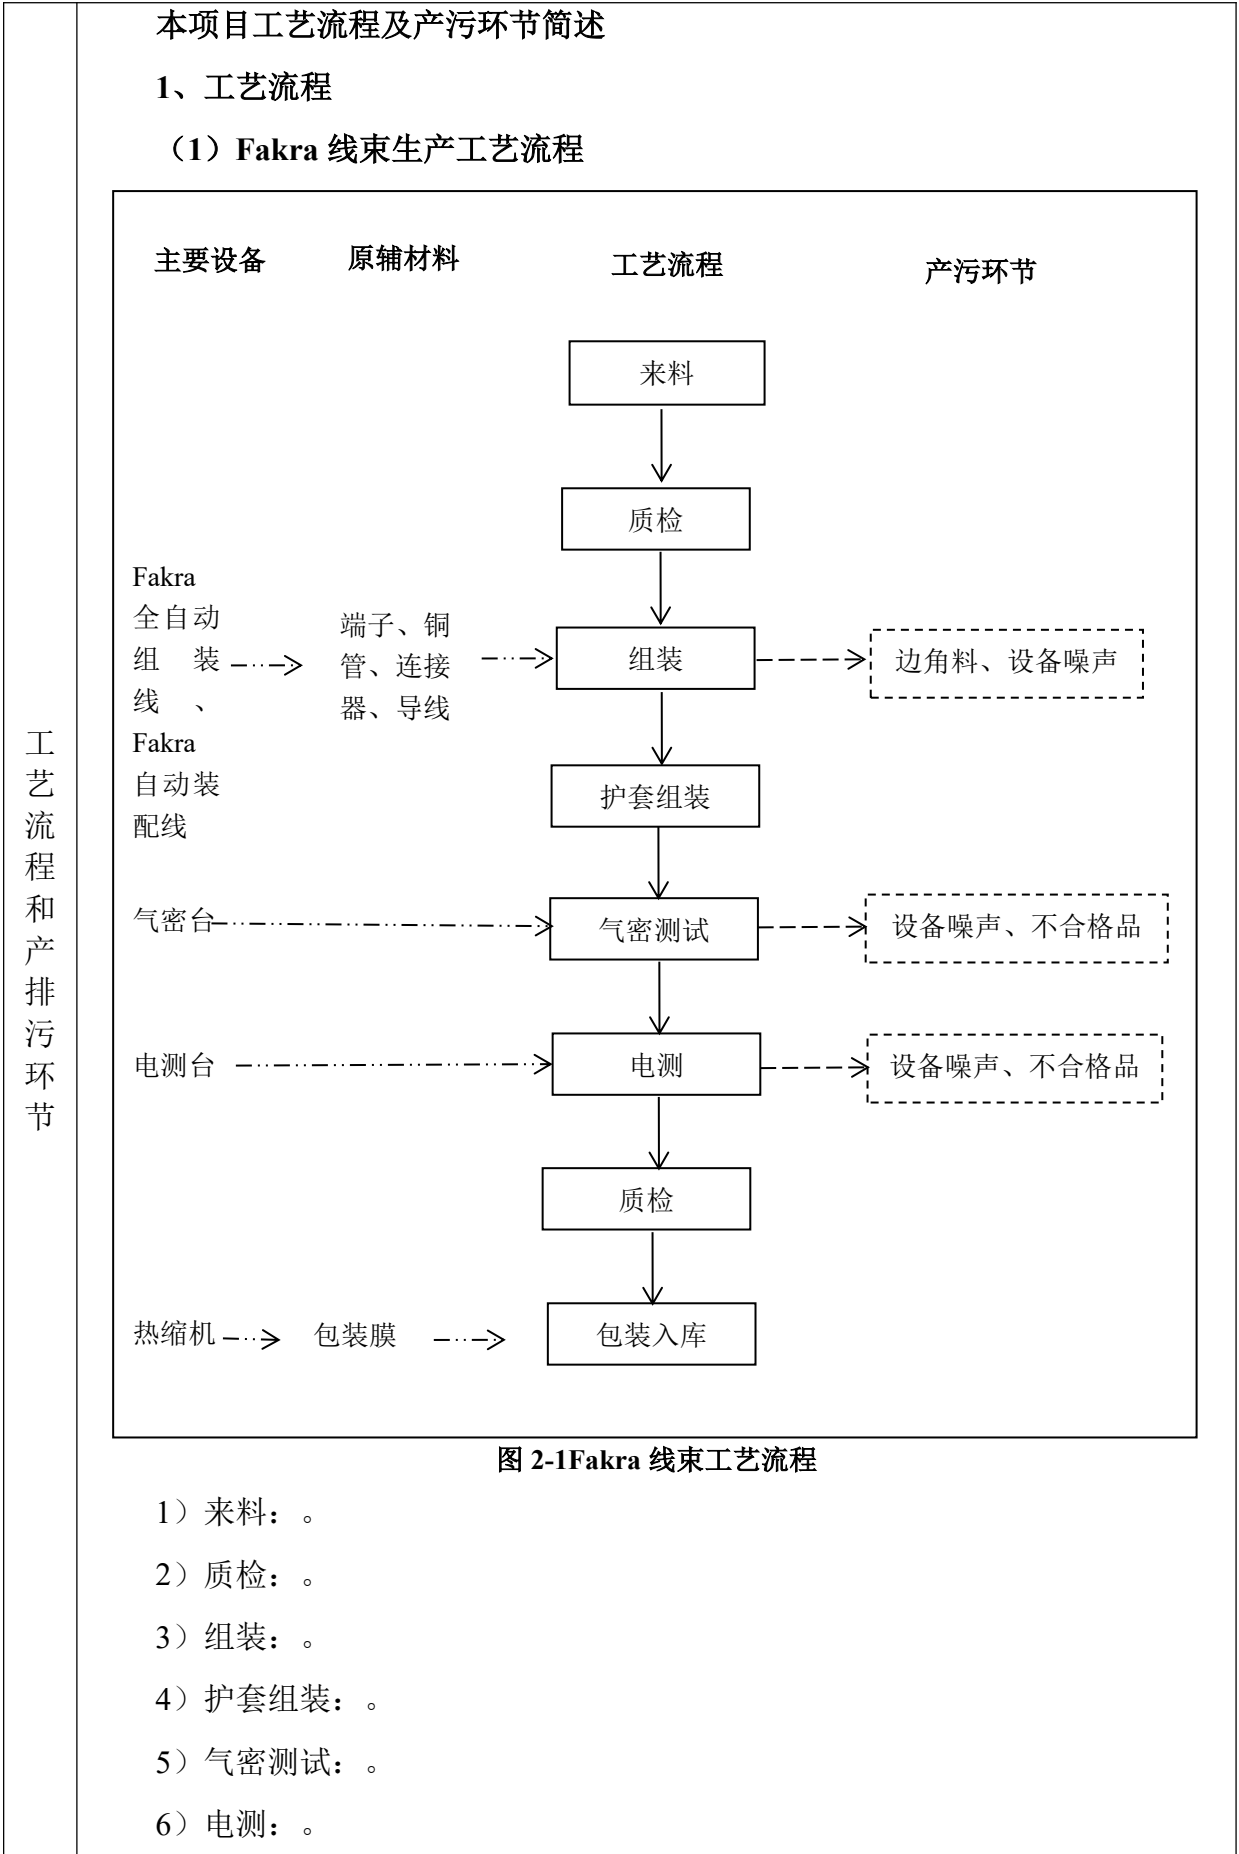 本项目工艺流程及产污环节简述
1、工艺流程
（1）Fakra 线束生产工艺流程
主要设备
原辅材料
工艺流程
产污环节
来料
质检
Fakra
全自动
组装
线、
Fakra
自动装
配线
端子、铜
管、连接
器、导线
组装
边角料、设备噪声
护套组装
气密台
气密测试
设备噪声、不合格品
电测台
电测
设备噪声、不合格品
质检
热缩机
包装膜
包装入库
图 2-1Fakra 线束工艺流程
工
艺
流
程
和
产
排
污
环
节
1）来料：。
2）质检：。
3）组装：。
4）护套组装：。
5）气密测试：。
6）电测：。